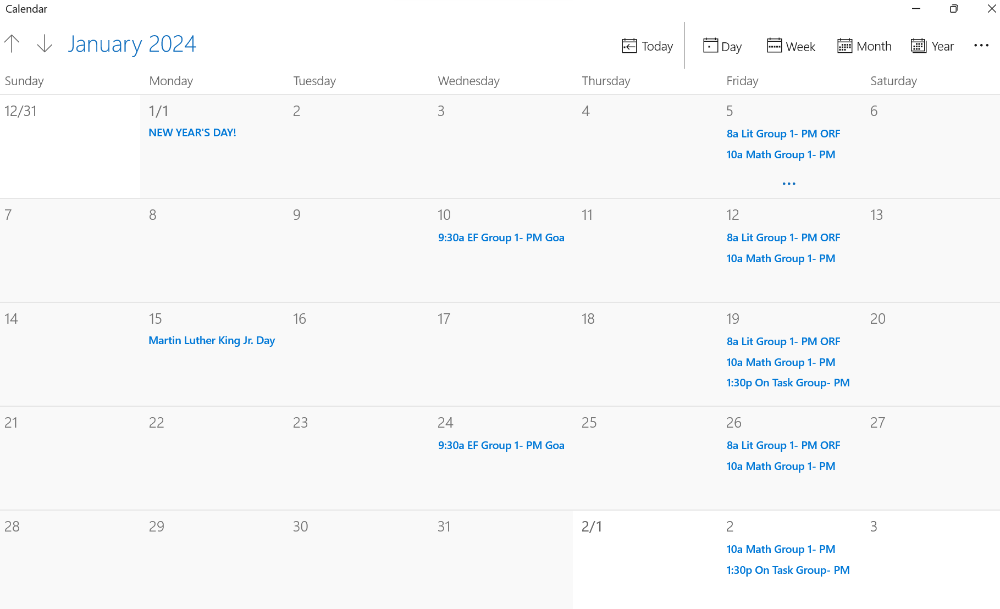 Calendar
January 2024
Today Day Week Month Year
Sunday Monday Tuesday Wednesday Thursday Friday Saturday
12/31 1/1 2 3 4 5 6
NEW YEAR'S DAY!
8a Lit Group 1- PM ORF
10a Math Group 1- PM
...
7 8 9 10 11 12 13
9:30a EF Group 1- PM Goa
8a Lit Group 1- PM ORF
10a Math Group 1- PM
14 15 16 17 18 19 20
Martin Luther King Jr. Day
8a Lit Group 1- PM ORF
10a Math Group 1- PM
1:30p On Task Group- PM
21 22 23 24 25 26 27
9:30a EF Group 1- PM Goa
8a Lit Group 1- PM ORF
10a Math Group 1- PM
28 29 30 31 2/1 2 3
10a Math Group 1- PM
1:30p On Task Group- PM